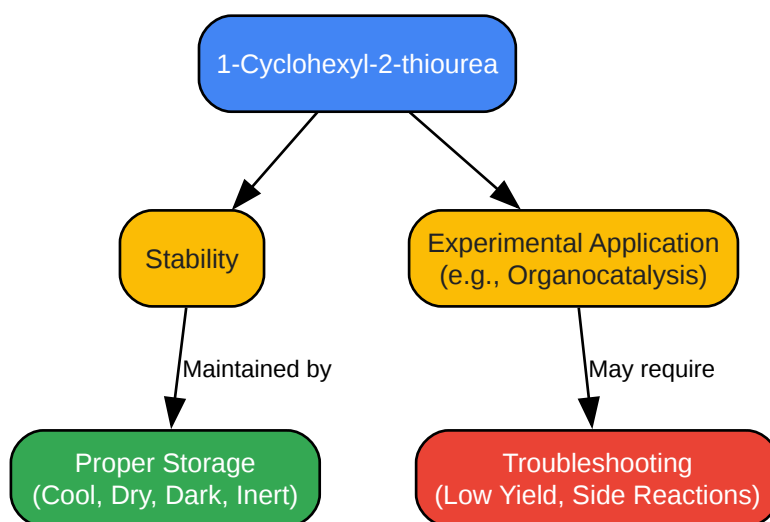 1-Cyclohexyl-2-thiourea
Stability
Experimental Application
(e.g., Organocatalysis)
Maintained by
May require
Proper Storage
(Cool, Dry, Dark, Inert)
Troubleshooting
(Low Yield, Side Reactions)